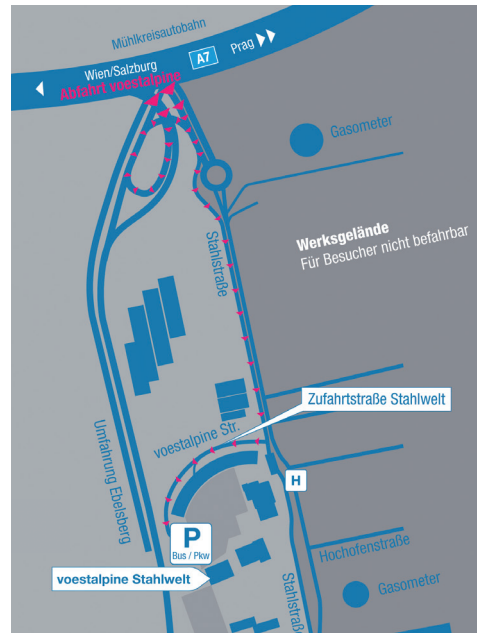 Mühlkreisautobahn
Wien/Salzburg
A7
Prag
Abfahrt voestalpine
Gasometer
Werksgelände
Für Besucher nicht befahrbar
Stahlstraße
Zufahrtstraße Stahlwelt
voestalpine Str.
Umfahrung Ebelsberg
H
P
Bus / Pkw
Hochofenstraße
voestalpine Stahlwelt
Gasometer
Stahlstraße